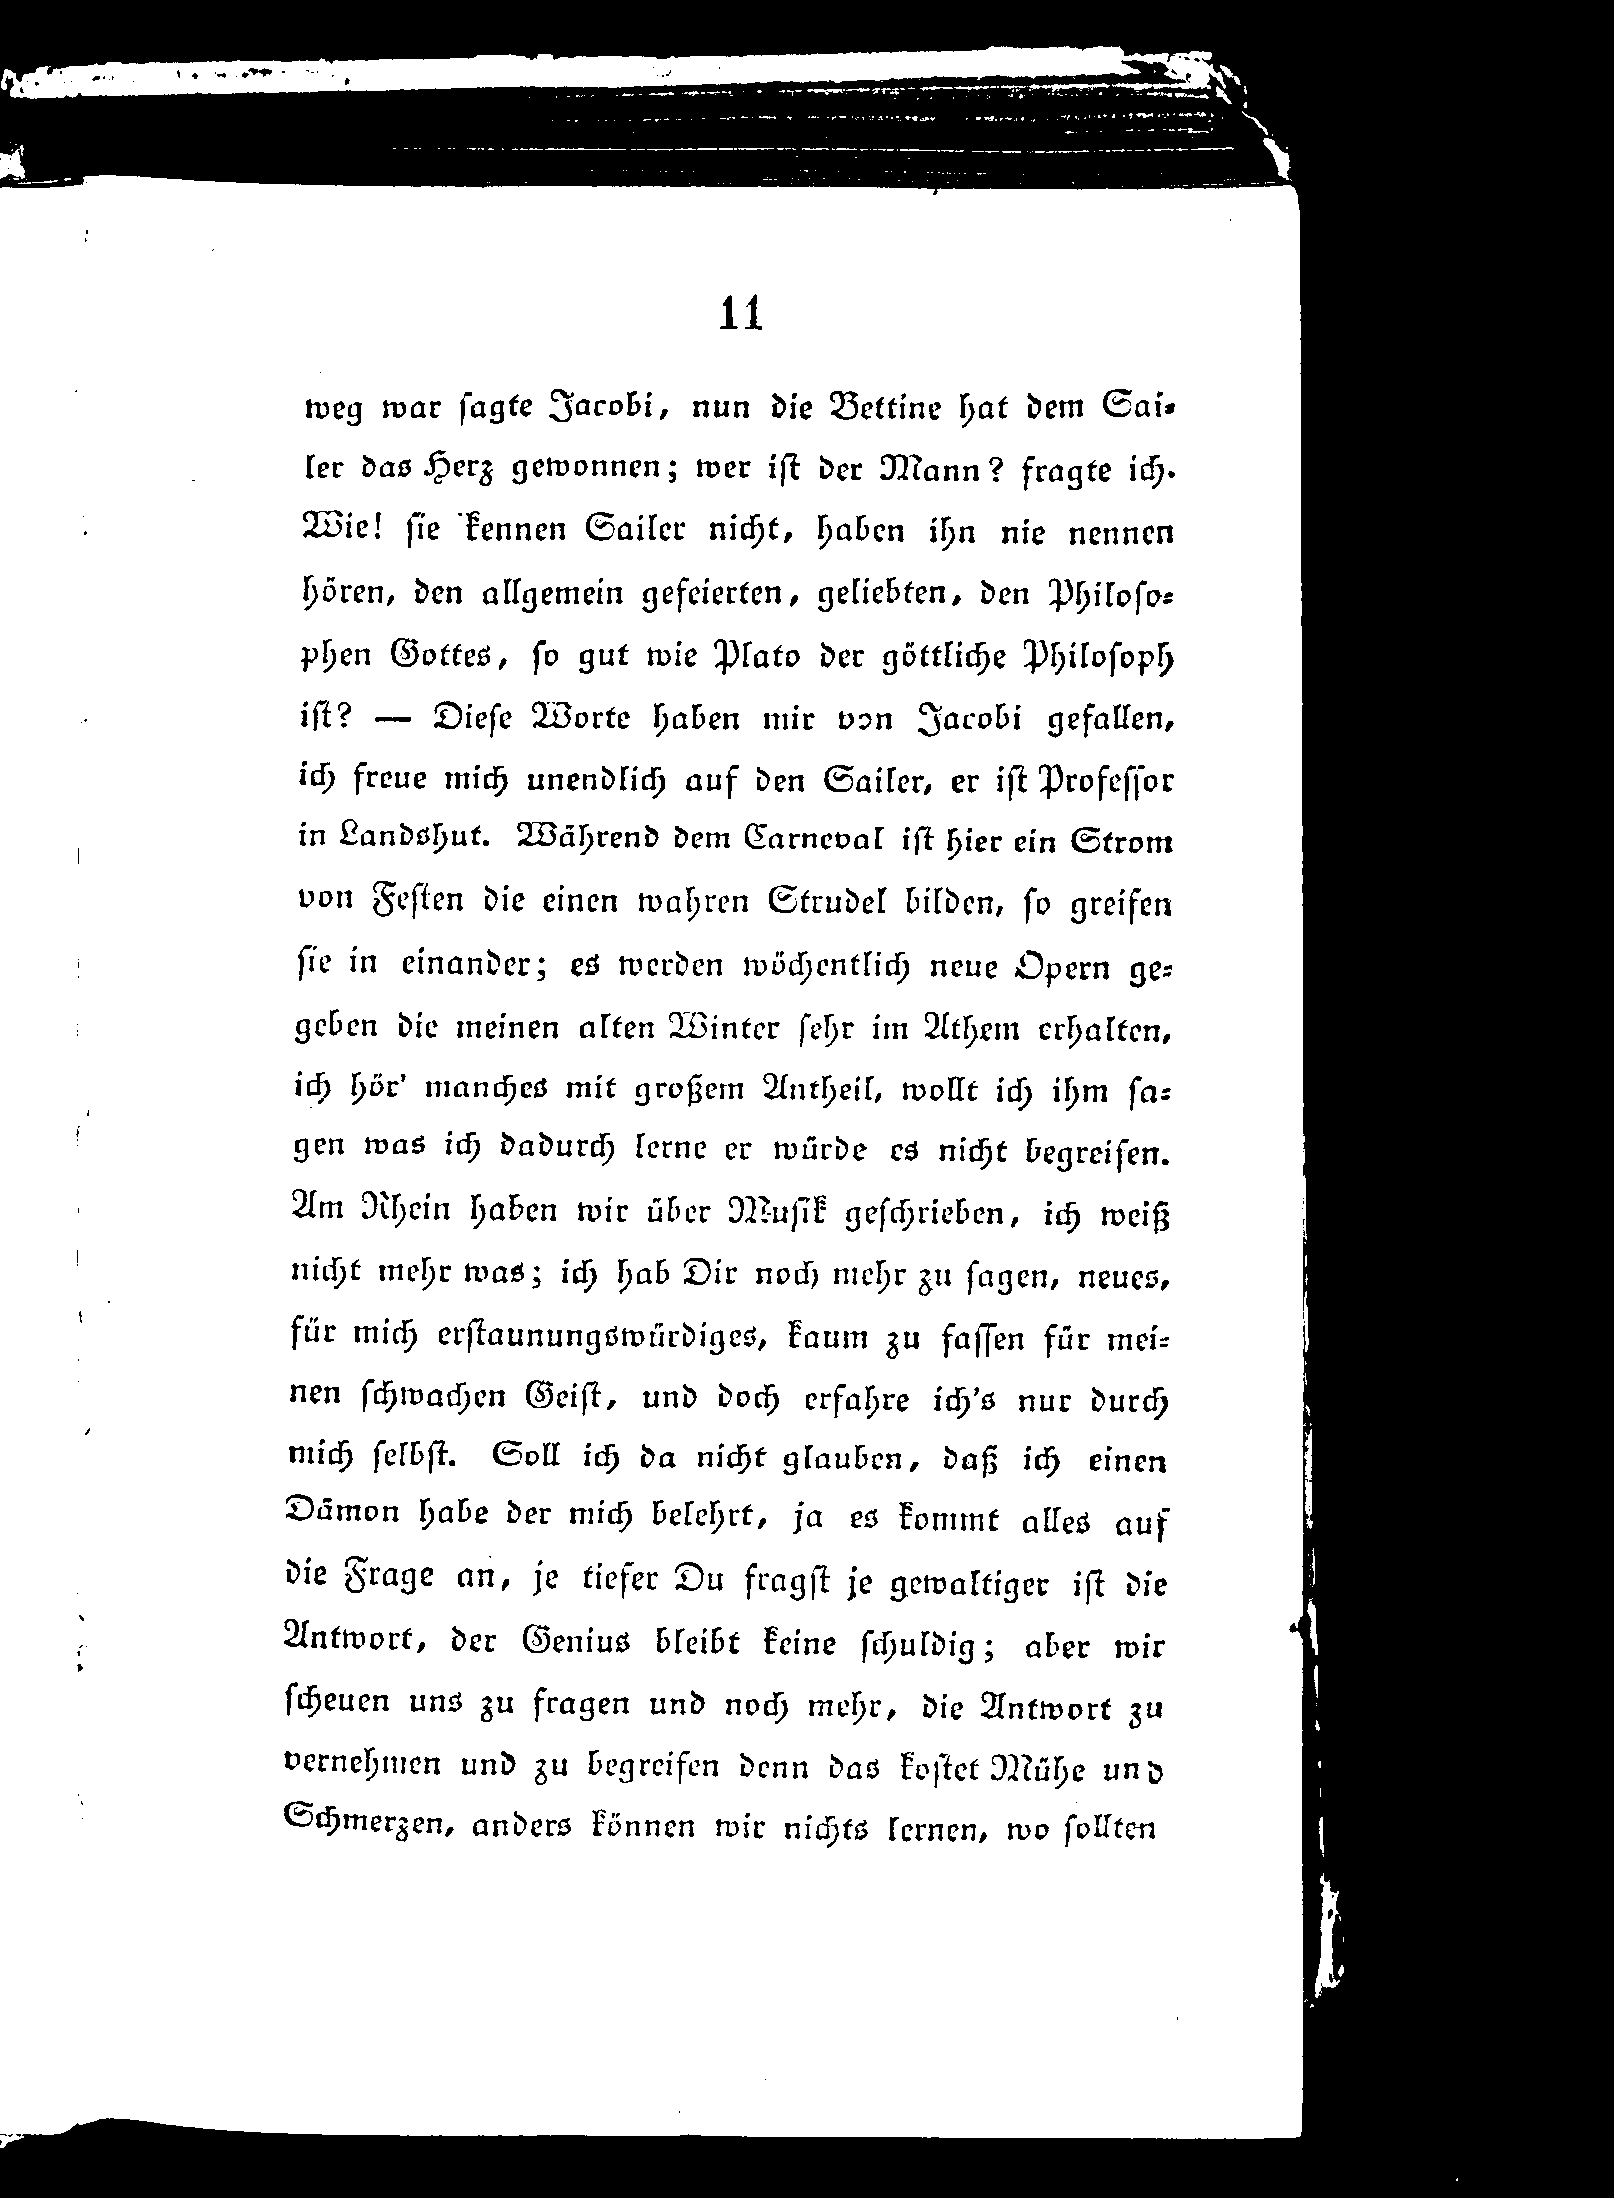 11
weg war ſagte Jacobi, nun die Bettine hat dem Sai⸗
ler das Herz gewonnen; wer iſt der Mann? fragte ich.
Wie! ſie kennen Sailer nicht, haben ihn nie nennen
hören, den allgemein gefeierten, geliebten, den Philoſo⸗
phen Gottes, ſo gut wie Plato der göttliche Philoſoph
iſt? — Dieſe Worte haben mir von Jacobi gefallen,
ich freue mich unendlich auf den Sailer, er iſt Profeſſor
in Landshut. Während dem Carneval iſt hier ein Strom
von Feſten die einen wahren Strudel bilden, ſo greifen
ſie in einander; es werden wöchentlich neue Opern ge⸗
geben die meinen alten Winter ſehr im Athem erhalten,
ich hör' manches mit großem Antheil, wollt ich ihm ſa⸗
gen was ich dadurch lerne er würde es nicht begreifen.
Am Rhein haben wir über Muſik geſchrieben, ich weiß
nicht mehr was; ich hab Dir noch mehr zu ſagen, neues,
für mich erſtaunungswürdiges, kaum zu faſſen für mei⸗
nen ſchwachen Geiſt, und doch erfahre ich's nur durch
mich ſelbſt. Soll ich da nicht glauben, daß ich einen
Dämon habe der mich belehrt, ja es kommt alles auf
die Frage an, je tiefer Du fragſt je gewaltiger iſt die
Antwort, der Genius bleibt keine ſchuldig; aber wir
ſcheuen uns zu fragen und noch mehr, die Antwort zu
vernehmen und zu begreifen denn das koſtet Mühe und
Schmerzen, anders können wir nichts lernen, wo ſollten